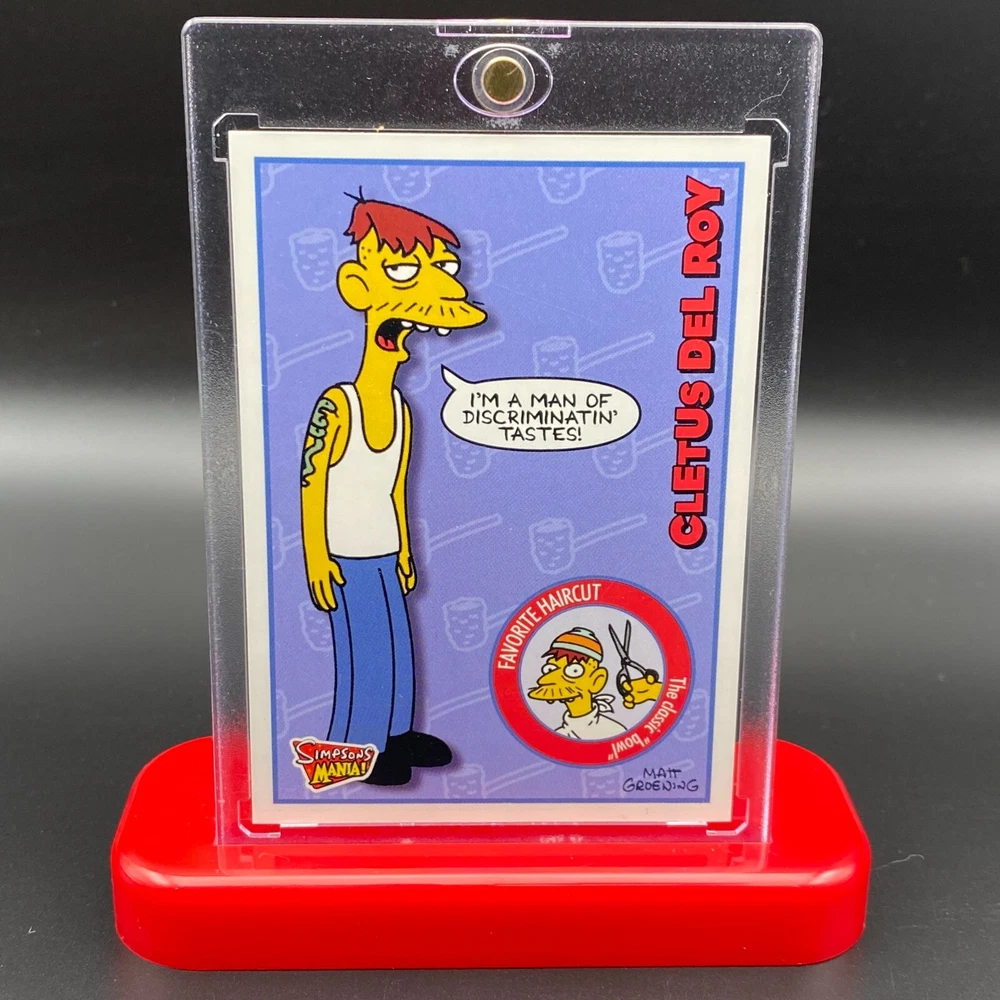 CLETUS DEL ROY
I'M A MAN OF
DISCRIMINATIN'
TASTES!
FAVORITE HAIRCUT
The classic "bowl"
SIMPSONS
MANIA!
MATT
GROENING